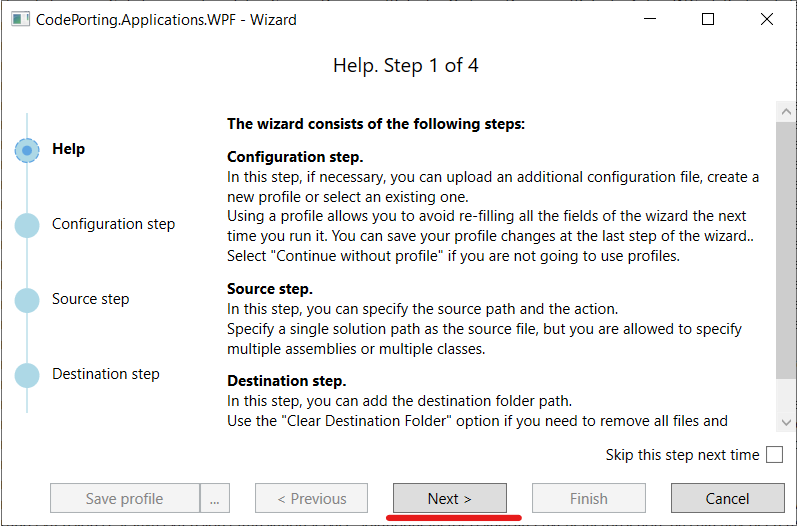 CodePorting.Applications.WPF - Wizard
Help. Step 1 of 4
Help
Configuration step
Source step
Destination step
The wizard consists of the following steps:
Configuration step.
In this step, if necessary, you can upload an additional configuration file, create a
new profile or select an existing one.
Using a profile allows you to avoid re-filling all the fields of the wizard the next
time you run it. You can save your profile changes at the last step of the wizard..
Select "Continue without profile" if you are not going to use profiles.
Source step.
In this step, you can specify the source path and the action.
Specify a single solution path as the source file, but you are allowed to specify
multiple assemblies or multiple classes.
Destination step.
In this step, you can add the destination folder path.
Use the "Clear Destination Folder" option if you need to remove all files and
Skip this step next time
Save profile ... < Previous Next > Finish Cancel